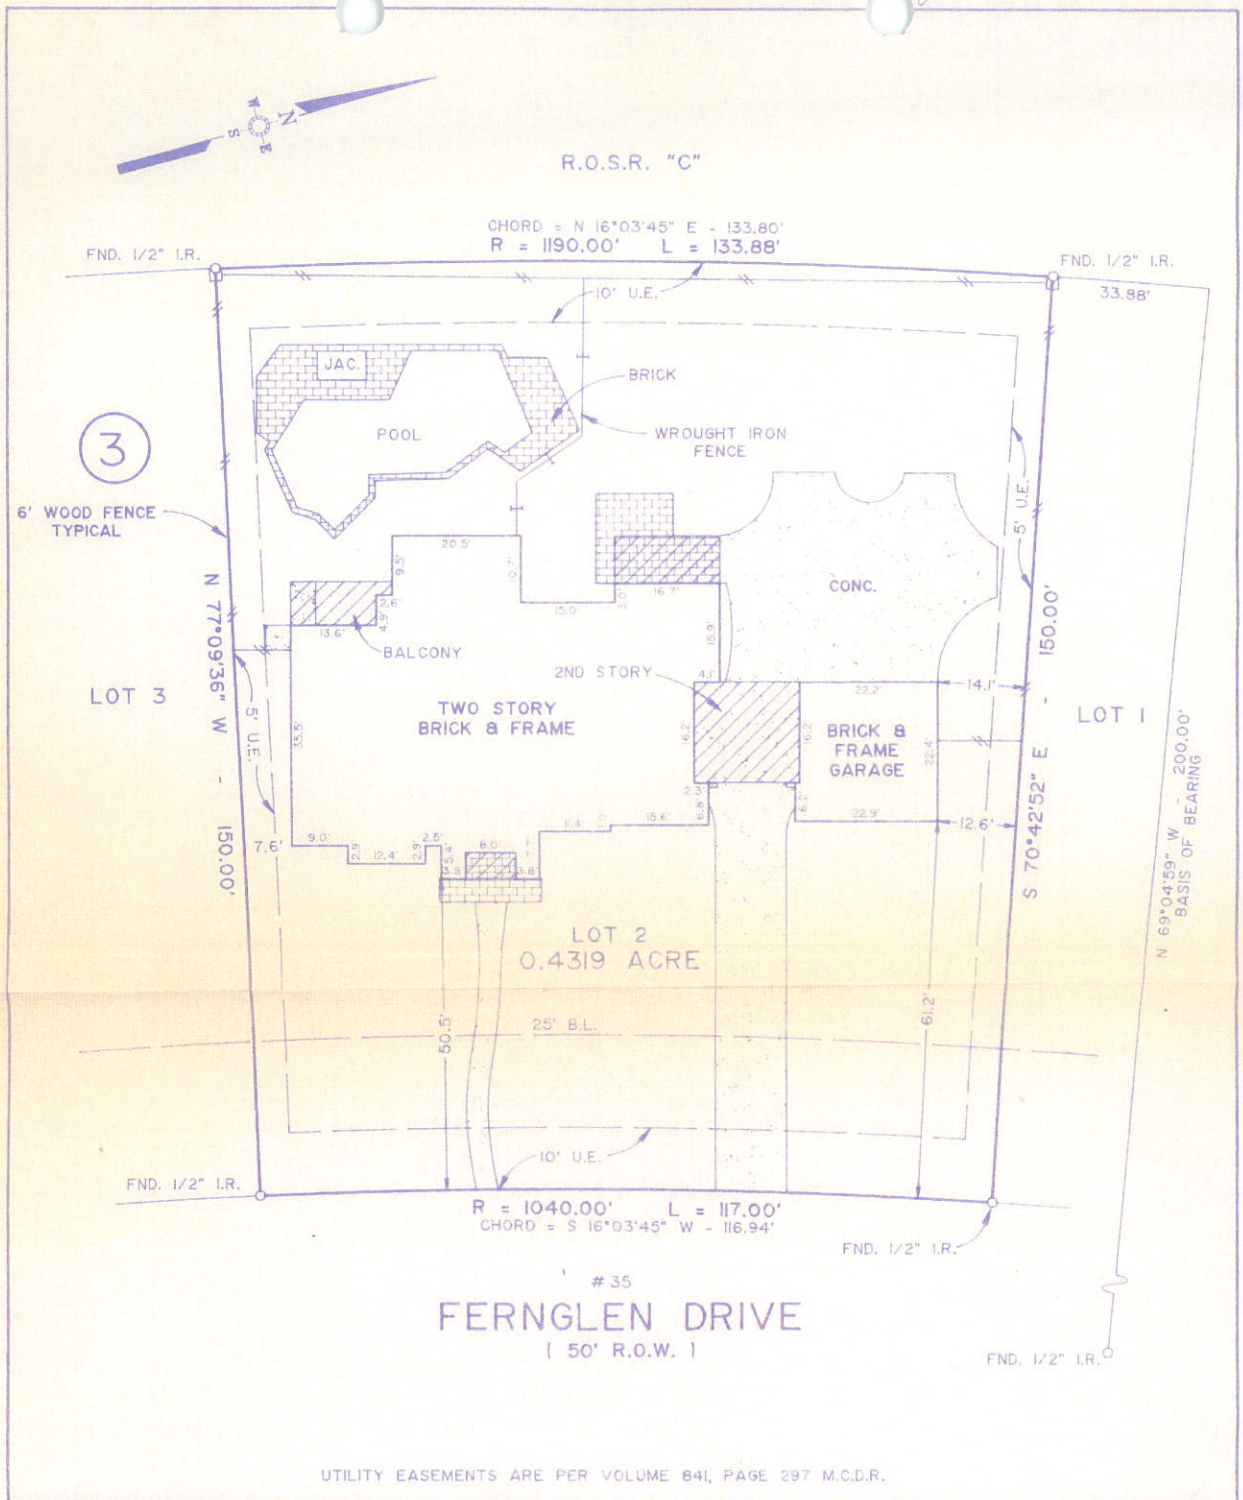 W
N
S
E
R.O.S.R. "C"
CHORD = N 16°03'45" E - 133.80'
R = 1190.00' L = 133.88'
FND. 1/2" I.R.
FND. 1/2" I.R.
33.88'
10' U.E.
JAC.
BRICK
POOL
WROUGHT IRON
FENCE
3
6' WOOD FENCE
TYPICAL
5' U.E.
20.5'
9.5'
10.7'
CONC.
2.6'
4.9'
15.0'
3.0'
16.7'
13.6'
BALCONY
15.9'
N 77°09'36" W - 150.00'
S 70°42'52" E - 150.00'
2ND STORY
22.2'
14.1'
LOT 3
5' U.E.
TWO STORY
BRICK & FRAME
35.5'
16.2'
16.2'
BRICK &
FRAME
GARAGE
22.4'
LOT 1
N 69°04'59" W - 200.00'
BASIS OF BEARING
2.3'
6.8'
6.2'
15.6'
22.9'
12.6'
7.6'
9.0'
2.9'
12.4'
2.9'
2.5'
5.4'
8.0'
3.8'
LOT 2
0.4319 ACRE
50.5'
61.2'
25' B.L.
10' U.E.
FND. 1/2" I.R.
R = 1040.00' L = 117.00'
CHORD = S 16°03'45" W - 116.94'
FND. 1/2" I.R.
# 35
FERNGLEN DRIVE
( 50' R.O.W. )
FND. 1/2" I.R.
UTILITY EASEMENTS ARE PER VOLUME 841, PAGE 297 M.C.D.R.